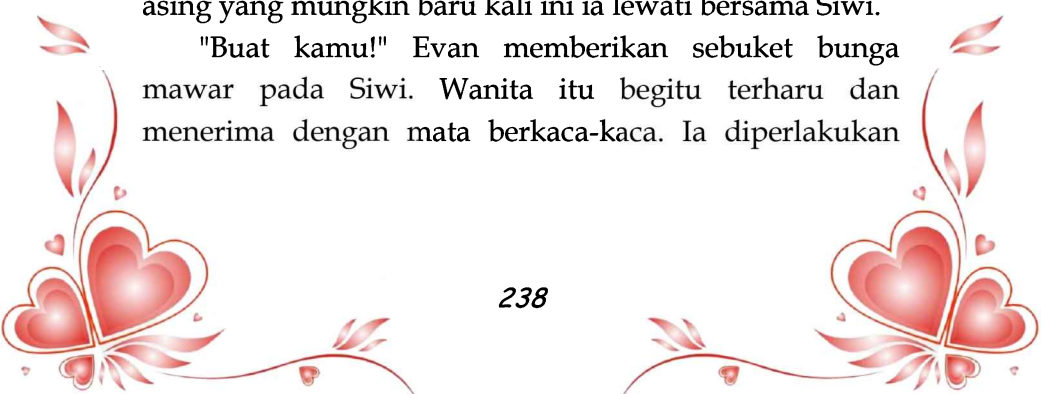 asing yang mungkin baru kali ini ia lewati bersama Siwi.
"Buat kamu!" Evan memberikan sebuket bunga
mawar pada Siwi. Wanita itu begitu terharu dan
menerima dengan mata berkaca-kaca. Ia diperlakukan
238